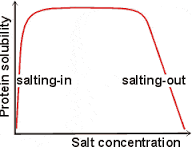 Protein solubility
salting-in
salting-out
Salt concentration